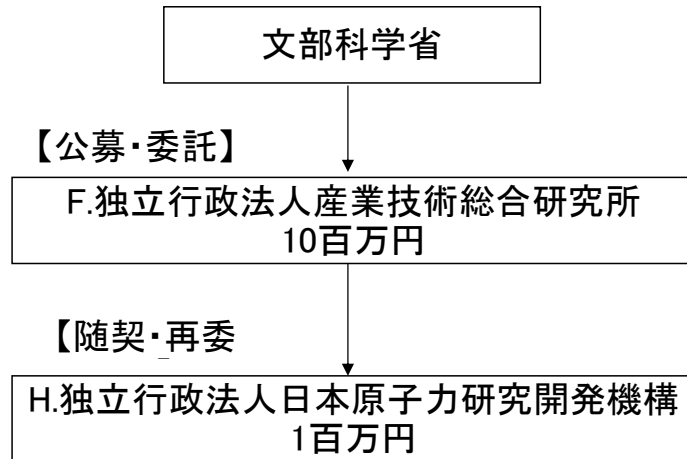 文部科学省
【公募・委託】
F.独立行政法人産業技術総合研究所
10百万円
【随契・再委
H.独立行政法人日本原子力研究開発機構
1百万円